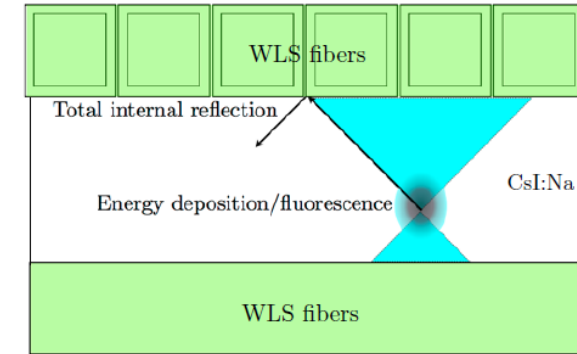 WLS fibers
Total internal reflection
CsI:Na
Energy deposition/fluorescence
WLS fibers